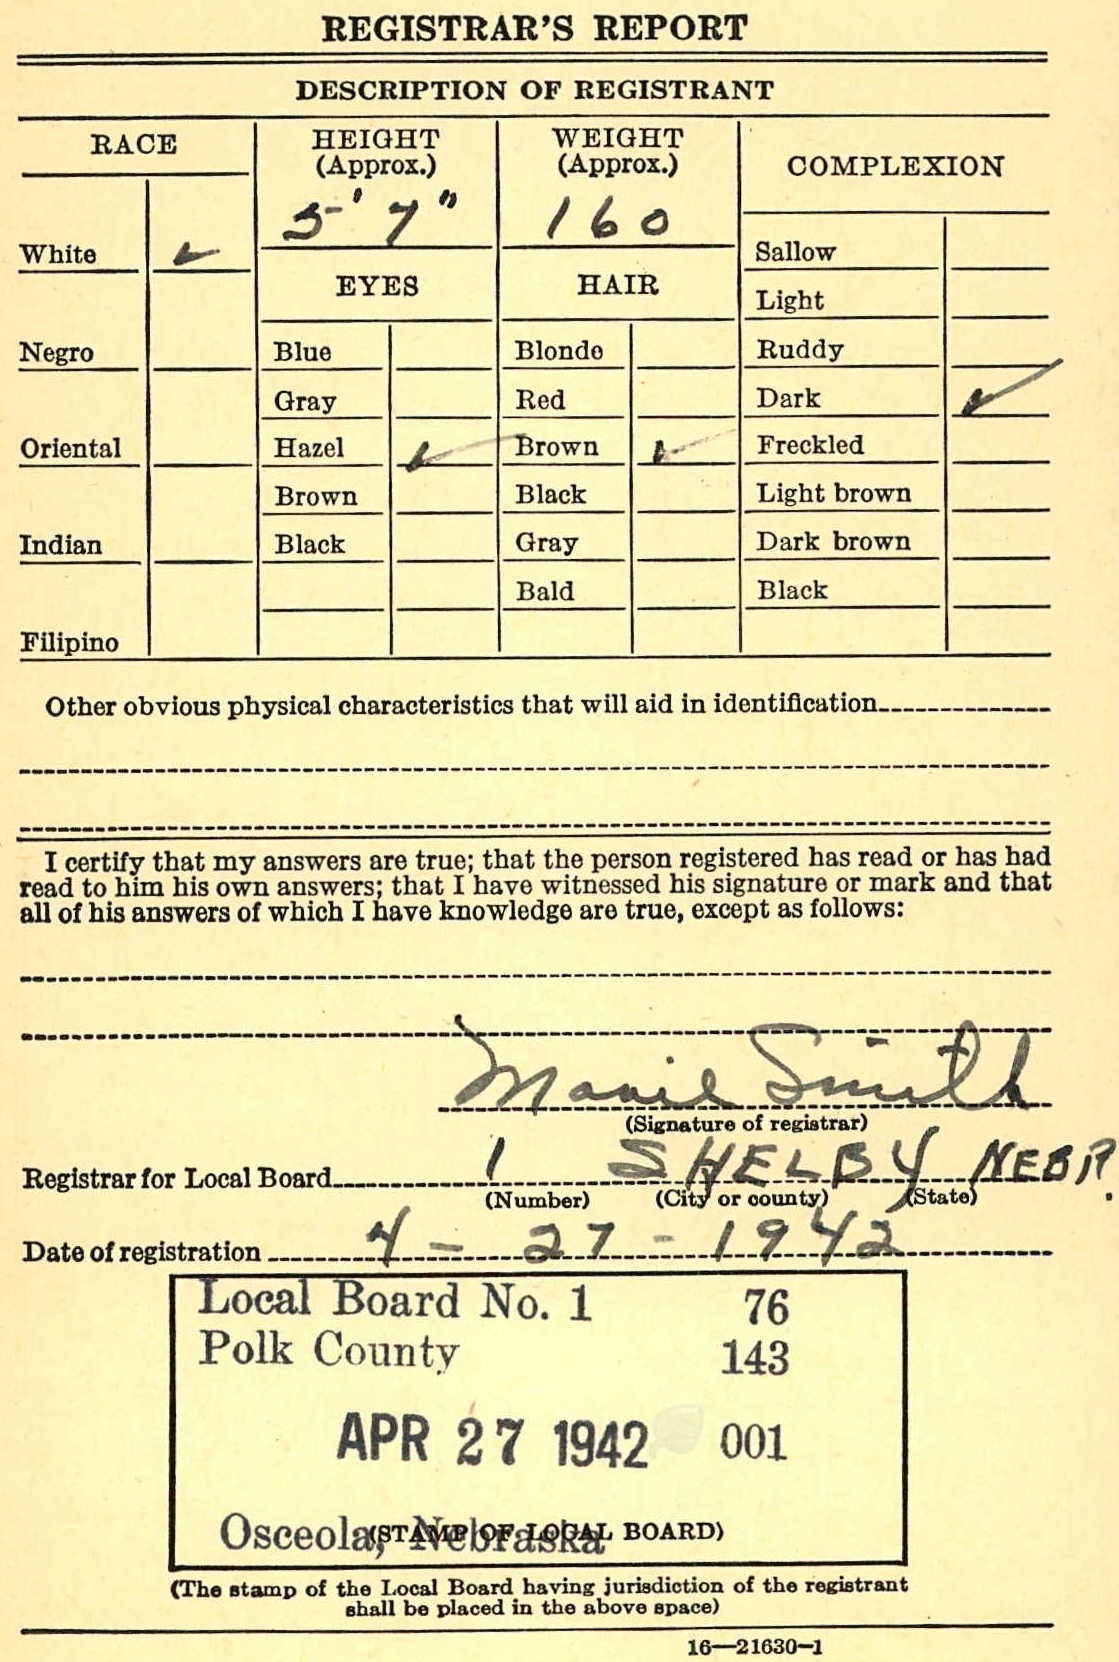 REGISTRAR'S REPORT
DESCRIPTION OF REGISTRANT
RACE
White ✓
Negro
Oriental
Indian
Filipino
HEIGHT
(Approx.)
5' 7"
WEIGHT
(Approx.)
160
EYES
Blue
Gray
Hazel ✓
Brown
Black
HAIR
Blonde
Red
Brown ✓
Black
Gray
Bald
COMPLEXION
Sallow
Light
Ruddy
Dark ✓
Freckled
Light brown
Dark brown
Black
Other obvious physical characteristics that will aid in identification
I certify that my answers are true; that the person registered has read or has had
read to him his own answers; that I have witnessed his signature or mark and that
all of his answers of which I have knowledge are true, except as follows:
Marie Smith
(Signature of registrar)
Registrar for Local Board 1 SHELBY NEBR.
(Number) (City or county) (State)
Date of registration 4-27-1942
Local Board No. 1 76
Polk County 143
APR 27 1942 001
Osceola, Nebraska
(STAMP OF LOCAL BOARD)
(The stamp of the Local Board having jurisdiction of the registrant
shall be placed in the above space)
16—21630-1